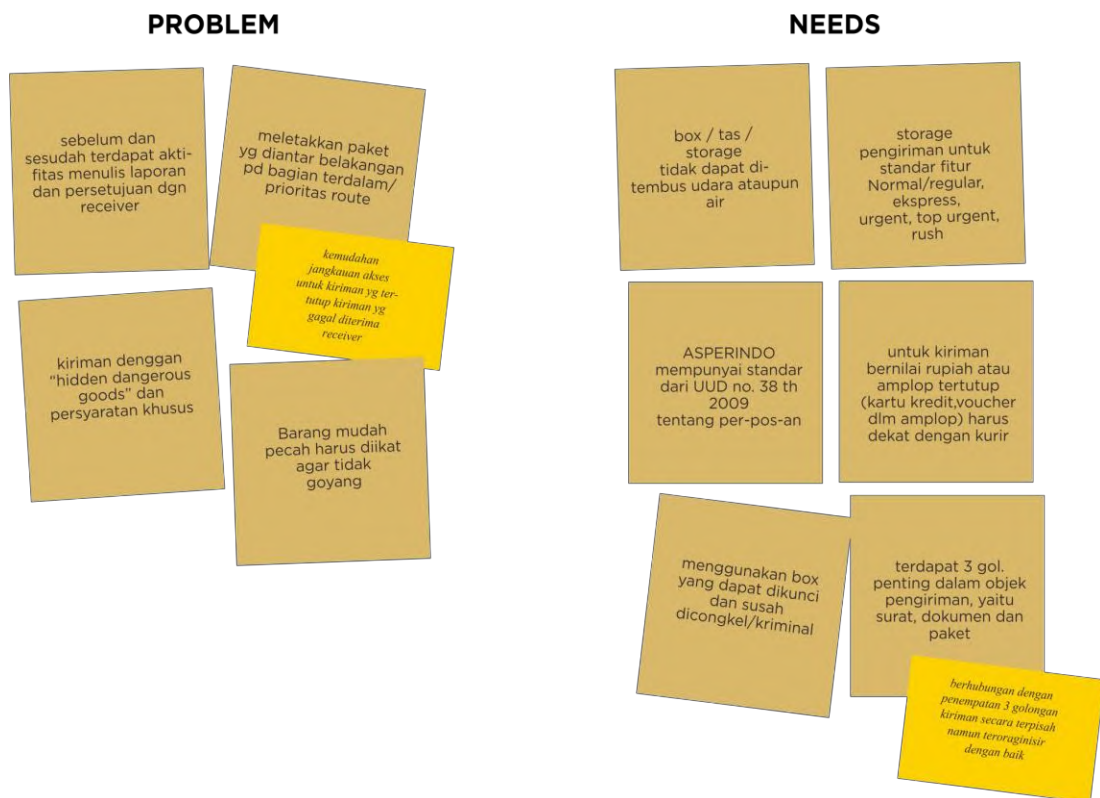 PROBLEM
sebelum dan
sesudah terdapat akti-
fitas menulis laporan
dan persetujuan dgn
receiver
meletakkan paket
yg diantar belakangan
pd bagian terdalam/
prioritas route
kemudahan
jangkauan akses
untuk kiriman yg ter-
tutup kiriman yg
gagal diterima
receiver
kiriman denggan
“hidden dangerous
goods” dan
persyaratan khusus
Barang mudah
pecah harus diikat
agar tidak
goyang
NEEDS
box / tas /
storage
tidak dapat di-
tembus udara ataupun
air
storage
pengiriman untuk
standar fitur
Normal/regular,
ekspress,
urgent, top urgent,
rush
ASPERINDO
mempunyai standar
dari UUD no. 38 th
2009
tentang per-pos-an
untuk kiriman
bernilai rupiah atau
amplop tertutup
(kartu kredit,voucher
dlm amplop) harus
dekat dengan kurir
menggunakan box
yang dapat dikunci
dan susah
dicongkel/kriminal
terdapat 3 gol.
penting dalam objek
pengiriman, yaitu
surat, dokumen dan
paket
berhubungan dengan
penempatan 3 golongan
kiriman secara terpisah
namun teroraginisir
dengan baik